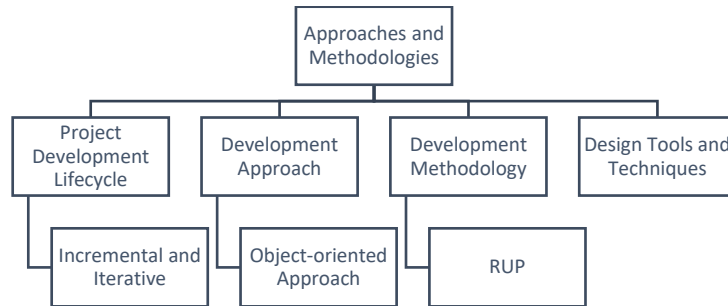 Approaches and
Methodologies
Project
Development
Lifecycle
Development
Approach
Development
Methodology
Design Tools and
Techniques
Incremental and
Iterative
Object-oriented
Approach
RUP